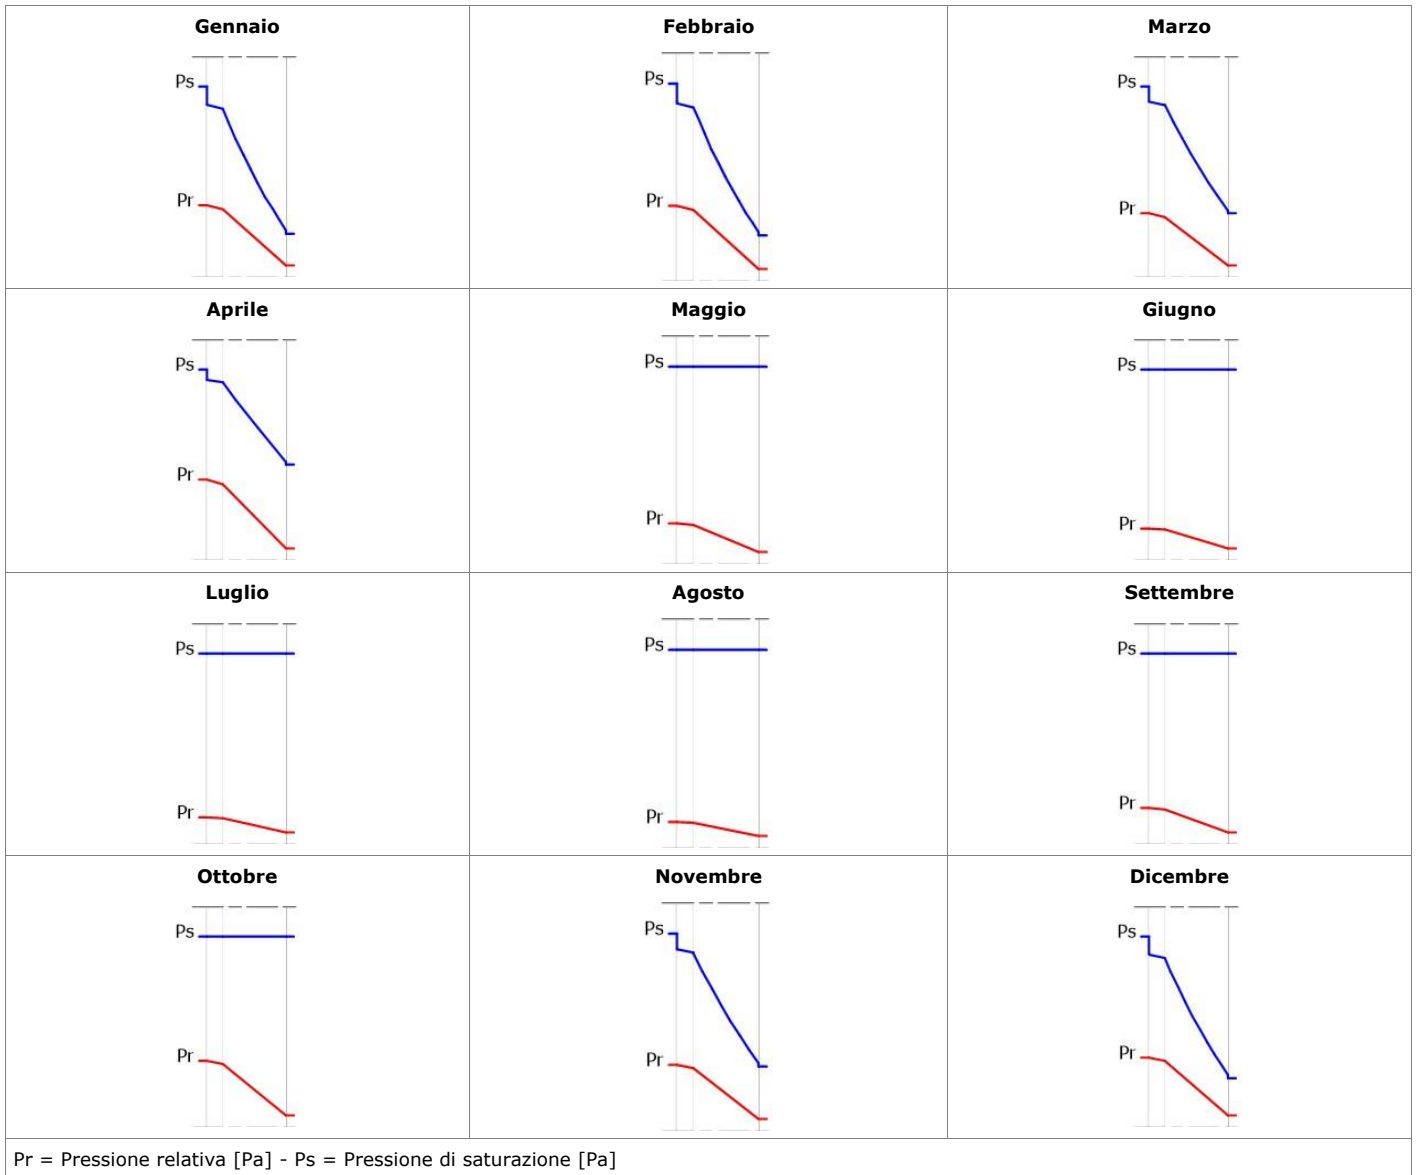 Gennaio
Febbraio
Marzo
Ps
Pr
Ps
Pr
Ps
Pr
Aprile
Maggio
Giugno
Ps
Pr
Ps
Pr
Ps
Pr
Luglio
Agosto
Settembre
Ps
Pr
Ps
Pr
Ps
Pr
Ottobre
Novembre
Dicembre
Ps
Pr
Ps
Pr
Ps
Pr
Pr = Pressione relativa [Pa] - Ps = Pressione di saturazione [Pa]